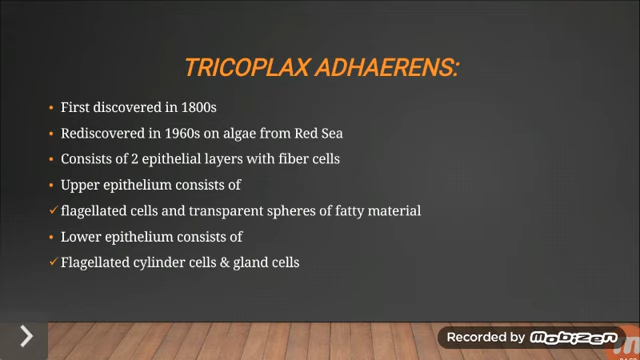 TRICOPLAX ADHAERENS:
• First discovered in 1800s
• Rediscovered in 1960s on algae from Red Sea
• Consists of 2 epithelial layers with fiber cells
• Upper epithelium consists of
✓ flagellated cells and transparent spheres of fatty material
• Lower epithelium consists of
✓ Flagellated cylinder cells & gland cells
Recorded by Mobizen